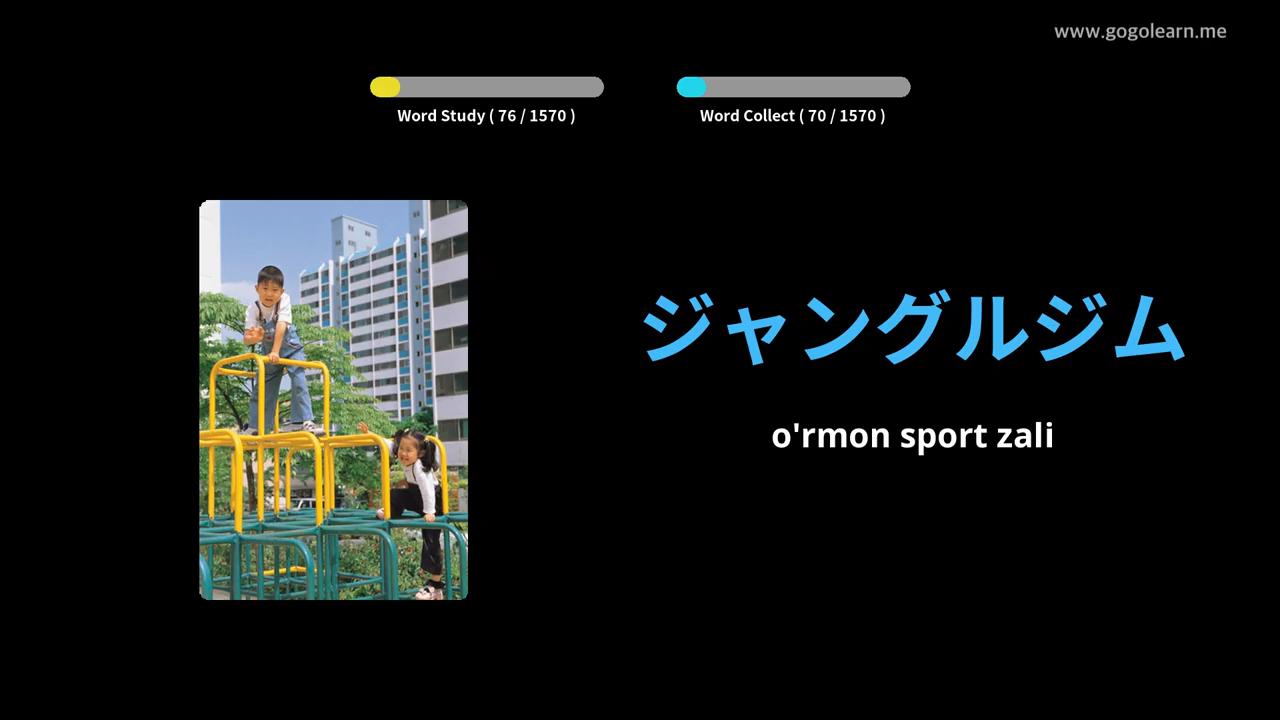 www.gogolearn.me
Word Study ( 76 / 1570 )
Word Collect ( 70 / 1570 )
ジャングルジム
o'rmon sport zali